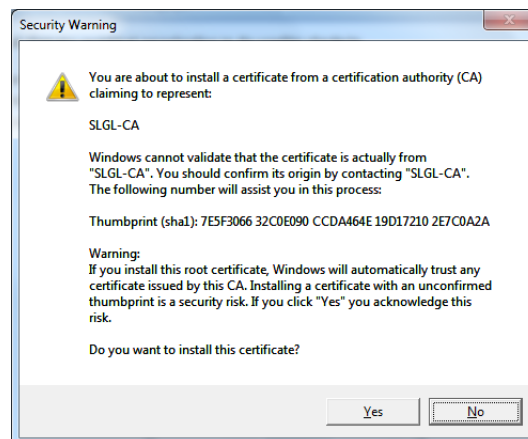 Security Warning
You are about to install a certificate from a certification authority (CA)
claiming to represent:
SLGL-CA
Windows cannot validate that the certificate is actually from
"SLGL-CA". You should confirm its origin by contacting "SLGL-CA".
The following number will assist you in this process:
Thumbprint (sha1): 7E5F3066 32C0E090 CCDA464E 19D17210 2E7C0A2A
Warning:
If you install this root certificate, Windows will automatically trust any
certificate issued by this CA. Installing a certificate with an unconfirmed
thumbprint is a security risk. If you click "Yes" you acknowledge this
risk.
Do you want to install this certificate?
Yes No